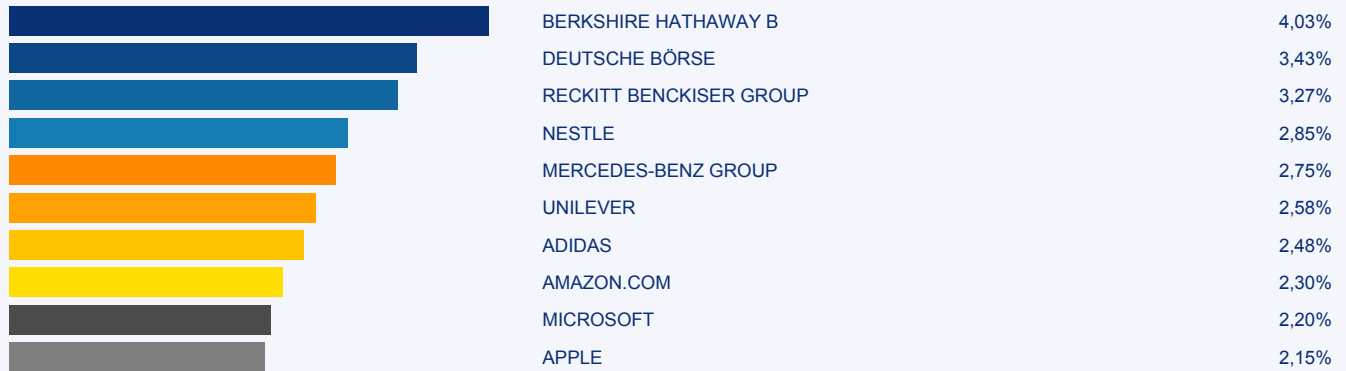 BERKSHIRE HATHAWAY B 4,03%
DEUTSCHE BÖRSE 3,43%
RECKITT BENCKISER GROUP 3,27%
NESTLE 2,85%
MERCEDES-BENZ GROUP 2,75%
UNILEVER 2,58%
ADIDAS 2,48%
AMAZON.COM 2,30%
MICROSOFT 2,20%
APPLE 2,15%